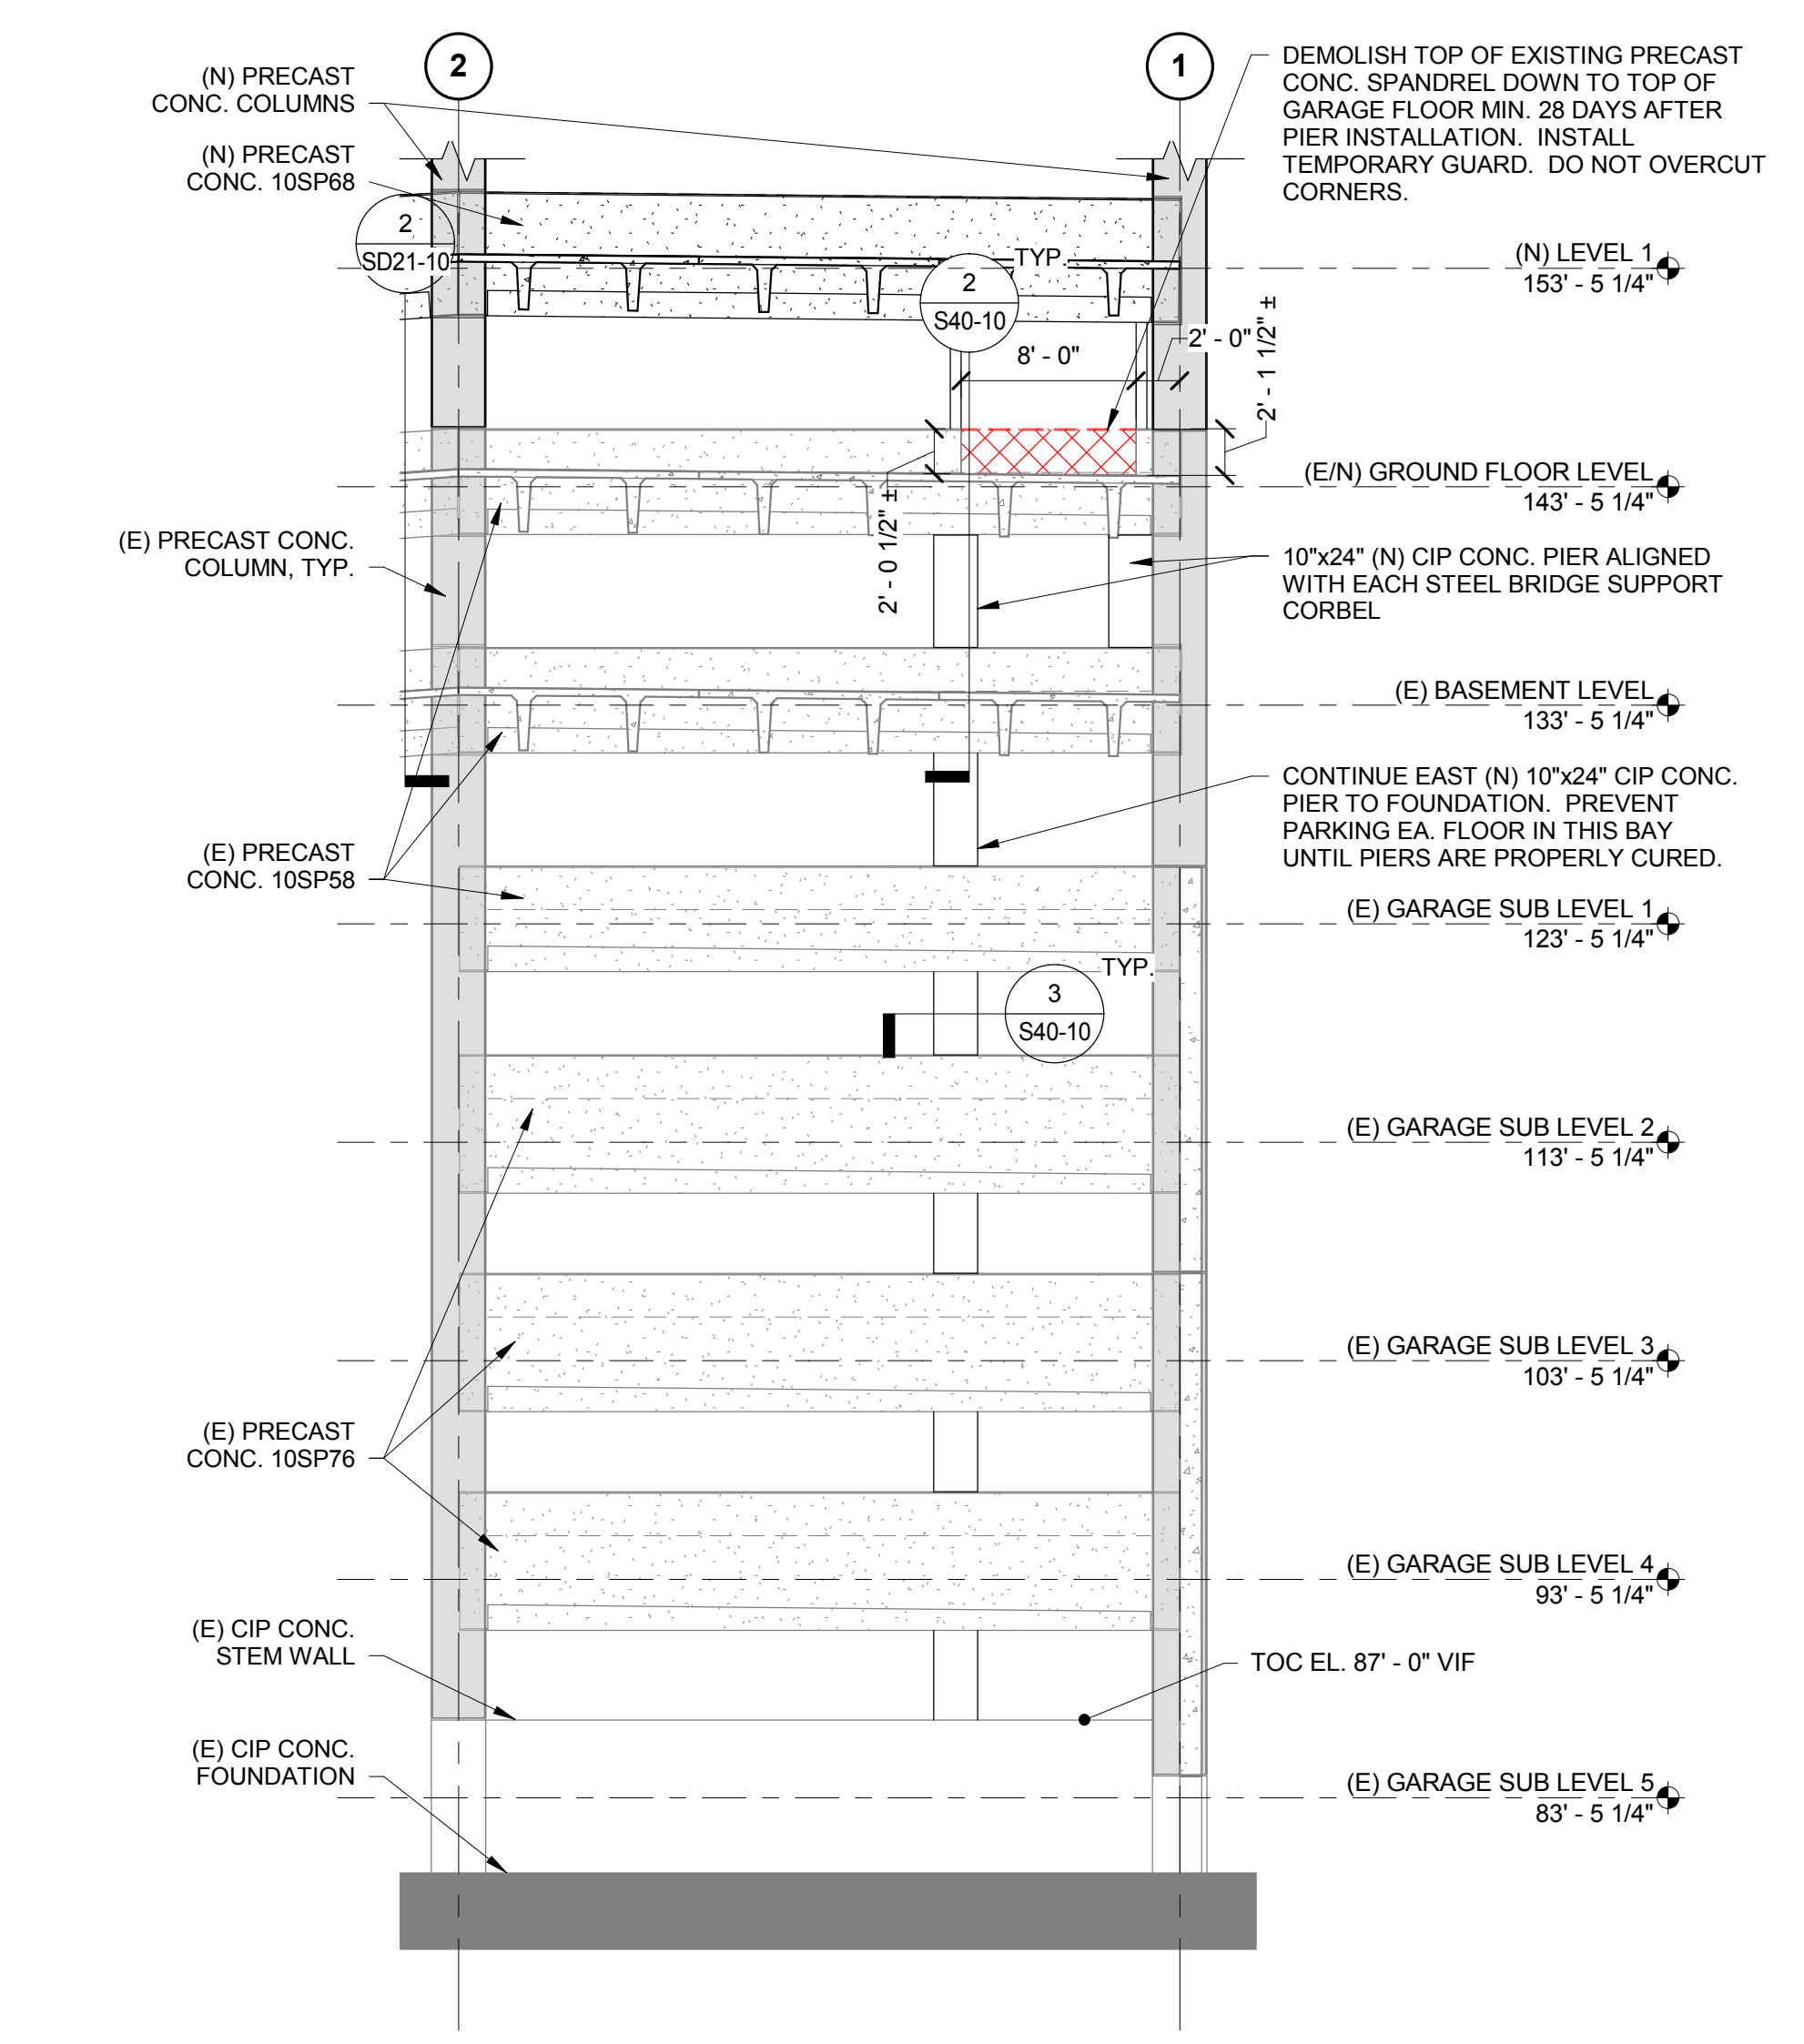 2
1
(N) PRECAST
CONC. COLUMNS
(N) PRECAST
CONC. 10SP68
DEMOLISH TOP OF EXISTING PRECAST
CONC. SPANDREL DOWN TO TOP OF
GARAGE FLOOR MIN. 28 DAYS AFTER
PIER INSTALLATION. INSTALL
TEMPORARY GUARD. DO NOT OVERCUT
CORNERS.
2
SD21-10
TYP.
2
S40-10
(N) LEVEL 1
153' - 5 1/4"
8' - 0"
2' - 0"
2' - 1 1/2" ±
2' - 0 1/2" ±
(E/N) GROUND FLOOR LEVEL
143' - 5 1/4"
(E) PRECAST CONC.
COLUMN, TYP.
10"x24" (N) CIP CONC. PIER ALIGNED
WITH EACH STEEL BRIDGE SUPPORT
CORBEL
(E) BASEMENT LEVEL
133' - 5 1/4"
CONTINUE EAST (N) 10"x24" CIP CONC.
PIER TO FOUNDATION. PREVENT
PARKING EA. FLOOR IN THIS BAY
UNTIL PIERS ARE PROPERLY CURED.
(E) PRECAST
CONC. 10SP58
(E) GARAGE SUB LEVEL 1
123' - 5 1/4"
TYP.
3
S40-10
(E) GARAGE SUB LEVEL 2
113' - 5 1/4"
(E) GARAGE SUB LEVEL 3
103' - 5 1/4"
(E) PRECAST
CONC. 10SP76
(E) GARAGE SUB LEVEL 4
93' - 5 1/4"
(E) CIP CONC.
STEM WALL
TOC EL. 87' - 0" VIF
(E) CIP CONC.
FOUNDATION
(E) GARAGE SUB LEVEL 5
83' - 5 1/4"